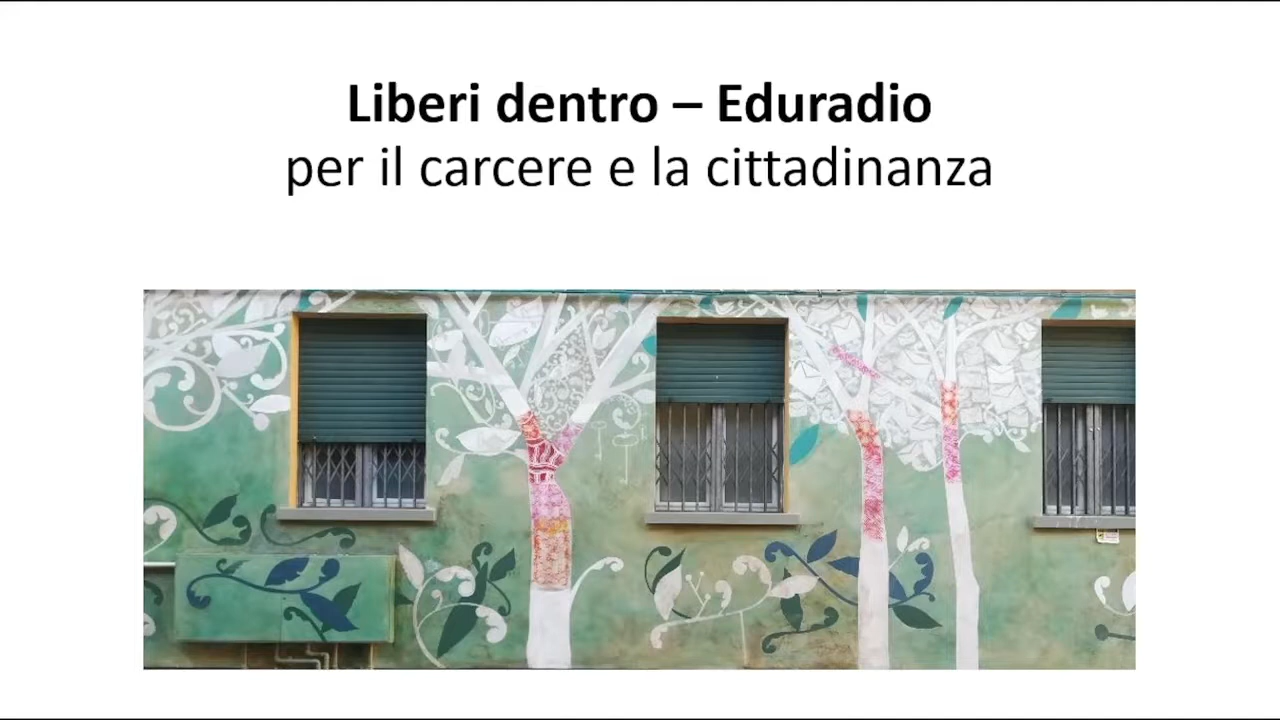 Liberi dentro – Eduradio
per il carcere e la cittadinanza